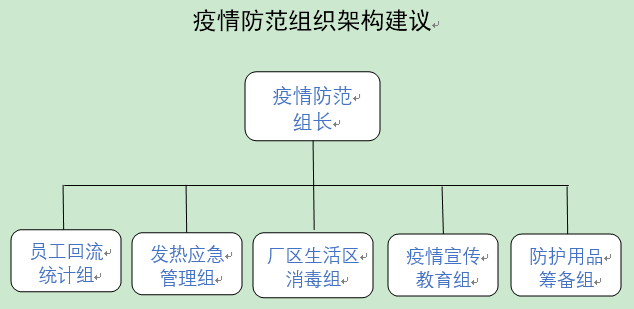 疫情防范组织架构建议
疫情防范
组长
员工回流
统计组
发热应急
管理组
厂区生活区
消毒组
疫情宣传
教育组
防护用品
筹备组